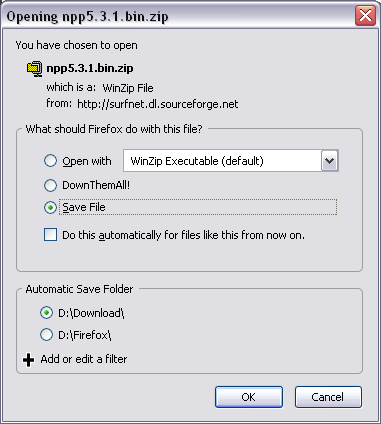 Opening npp5.3.1.bin.zip
You have chosen to open
npp5.3.1.bin.zip
which is a: WinZip File
from: http://surfnet.dl.sourceforge.net
What should Firefox do with this file?
Open with WinZip Executable (default)
DownThemAll!
Save File
Do this automatically for files like this from now on.
Automatic Save Folder
D:\Download\
D:\Firefox\
Add or edit a filter
OK Cancel